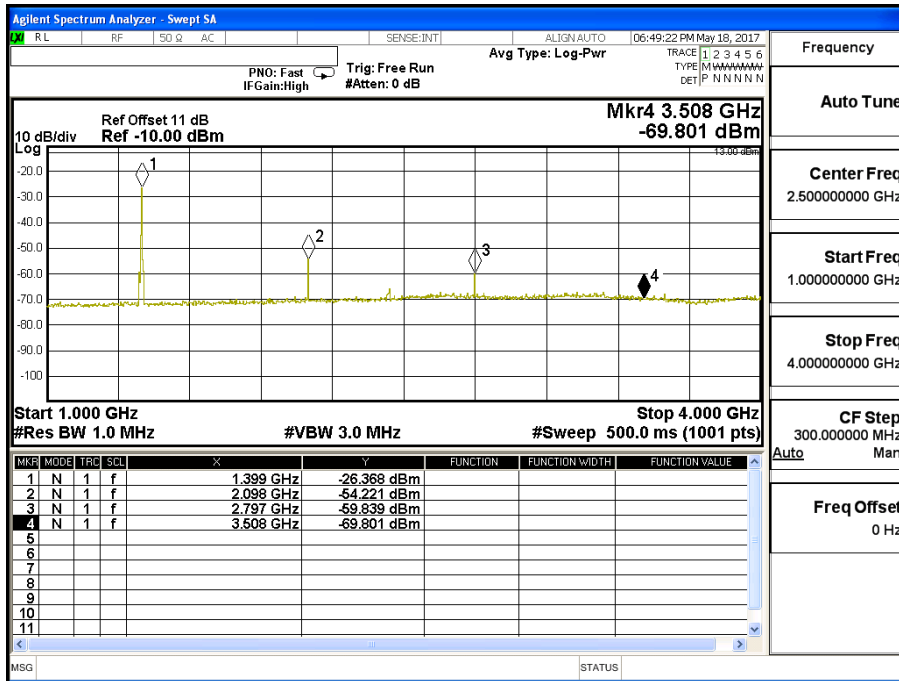 Agilent Spectrum Analyzer - Swept SA
LXI RL RF 50 Ω AC SENSE:INT ALIGN AUTO 06:49:22 PM May 18, 2017
Frequency
PNO: Fast Trig: Free Run Avg Type: Log-Pwr TRACE 1 2 3 4 5 6
IFGain:High #Atten: 0 dB TYPE M WWWWW
DET P N N N N N
Auto Tune
Ref Offset 11 dB Mkr4 3.508 GHz
10 dB/div Ref -10.00 dBm -69.801 dBm
Log
13.00 dBm
1
2
3
4
-20.0
-30.0
-40.0
-50.0
-60.0
-70.0
-80.0
-90.0
-100
Center Freq
2.500000000 GHz
Start Freq
1.000000000 GHz
Stop Freq
4.000000000 GHz
Start 1.000 GHz Stop 4.000 GHz
#Res BW 1.0 MHz #VBW 3.0 MHz #Sweep 500.0 ms (1001 pts)
CF Step
300.000000 MHz
Auto Man
Freq Offset
0 Hz
MKR MODE TRC SCL X Y FUNCTION FUNCTION WIDTH FUNCTION VALUE
1 N 1 f 1.399 GHz -26.368 dBm
2 N 1 f 2.098 GHz -54.221 dBm
3 N 1 f 2.797 GHz -59.839 dBm
4 N 1 f 3.508 GHz -69.801 dBm
5
6
7
8
9
10
11
MSG STATUS